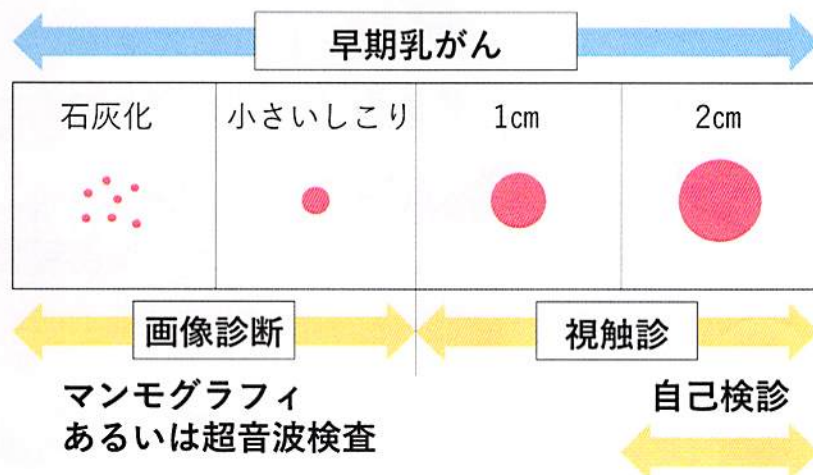 早期乳がん
石灰化
小さいしこり
1cm
2cm
画像診断
視触診
マンモグラフィ
あるいは超音波検査
自己検診